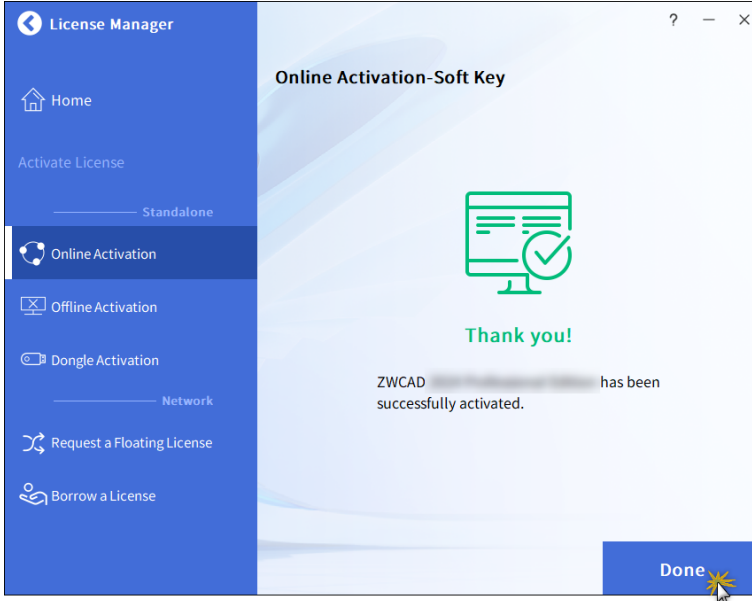 License Manager
?
Home
Activate License
Standalone
Online Activation
Offline Activation
Dongle Activation
Network
Request a Floating License
Borrow a License
Online Activation-Soft Key
Thank you!
ZWCAD has been
successfully activated.
Done